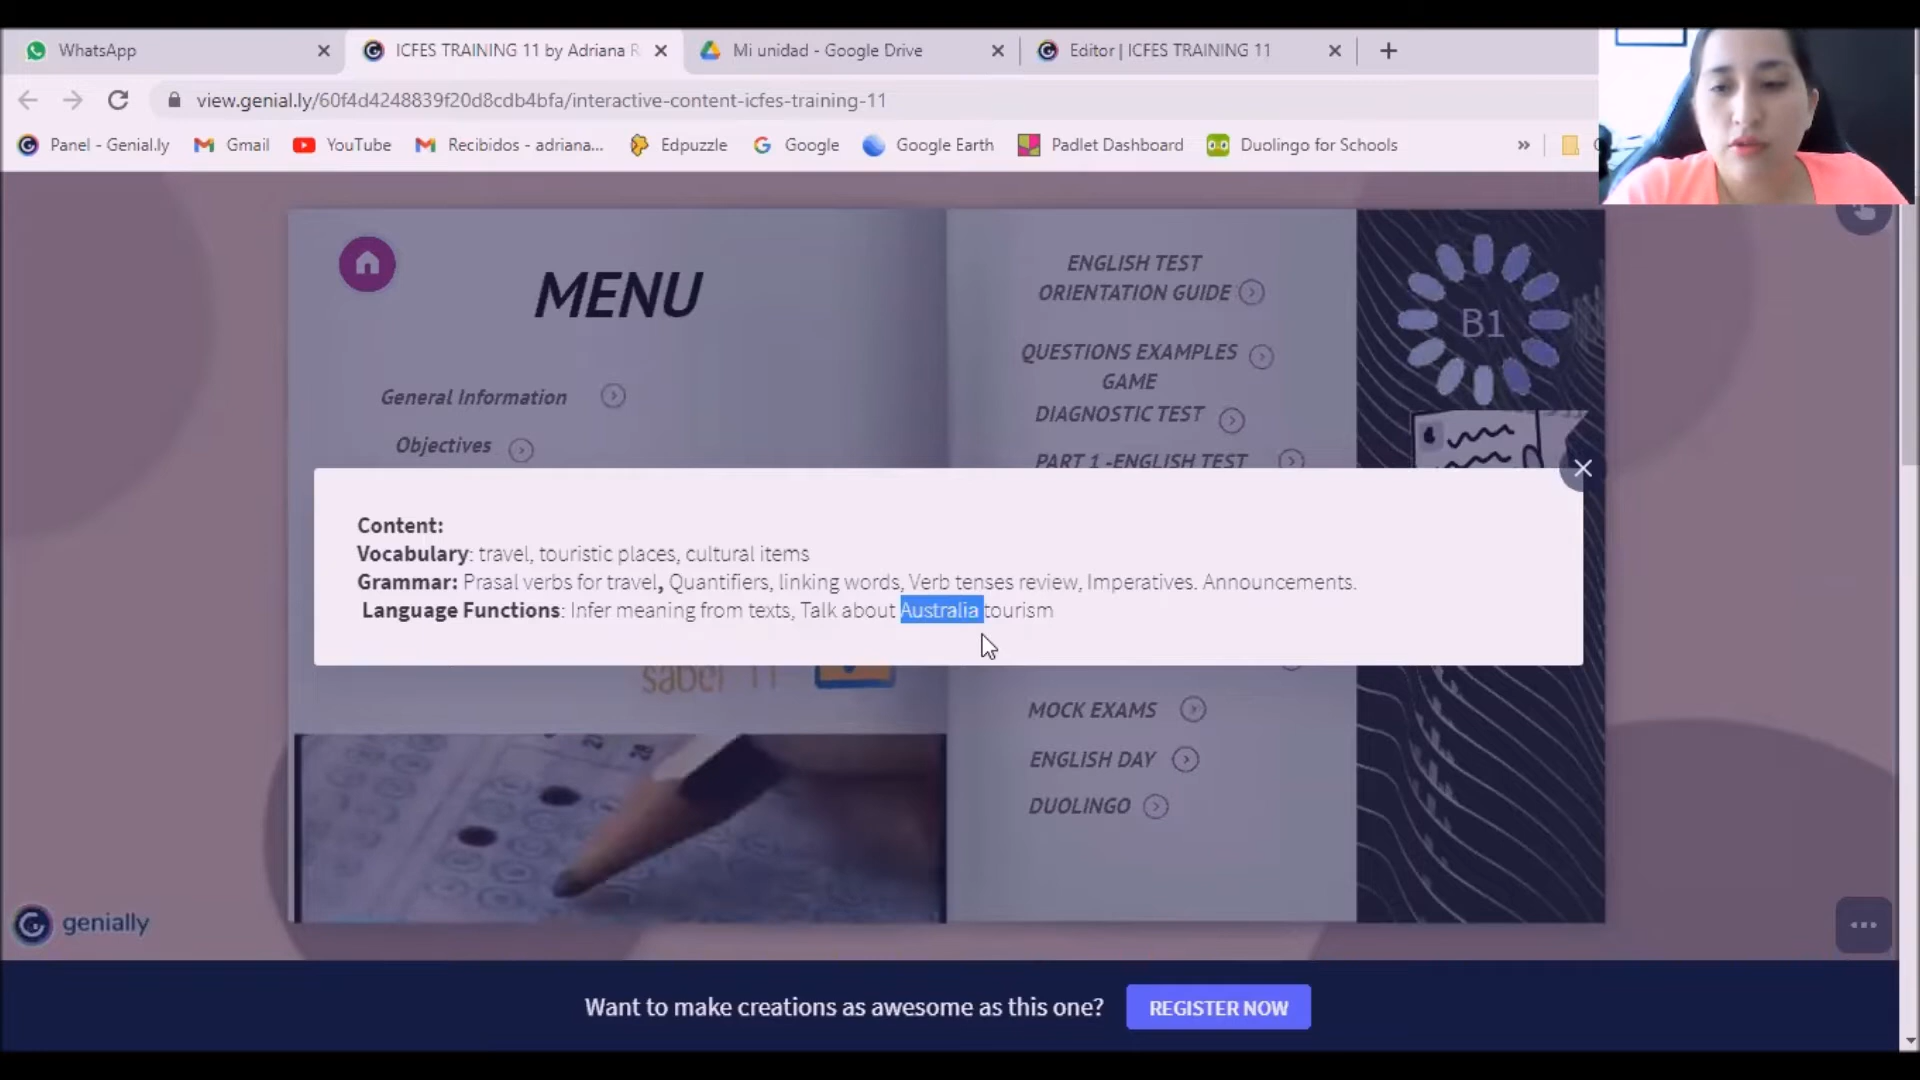 WhatsApp
ICFES TRAINING 11 by Adriana R
Mi unidad - Google Drive
Editor | ICFES TRAINING 11
view.genial.ly/60f4d4248839f20d8cdb4bfa/interactive-content-icfes-training-11
Panel - Genial.ly
Gmail
YouTube
Recibidos - adriana...
Edpuzzle
Google
Google Earth
Padlet Dashboard
Duolingo for Schools
MENU
General Information
Objectives
ENGLISH TEST
ORIENTATION GUIDE
QUESTIONS EXAMPLES
GAME
DIAGNOSTIC TEST
PART 1 -ENGLISH TEST
B1
Content:
Vocabulary: travel, touristic places, cultural items
Grammar: Prasal verbs for travel, Quantifiers, linking words, Verb tenses review, Imperatives. Announcements.
Language Functions: Infer meaning from texts, Talk about Australia tourism
saber 11
MOCK EXAMS
ENGLISH DAY
DUOLINGO
27
28
genially
Want to make creations as awesome as this one?
REGISTER NOW